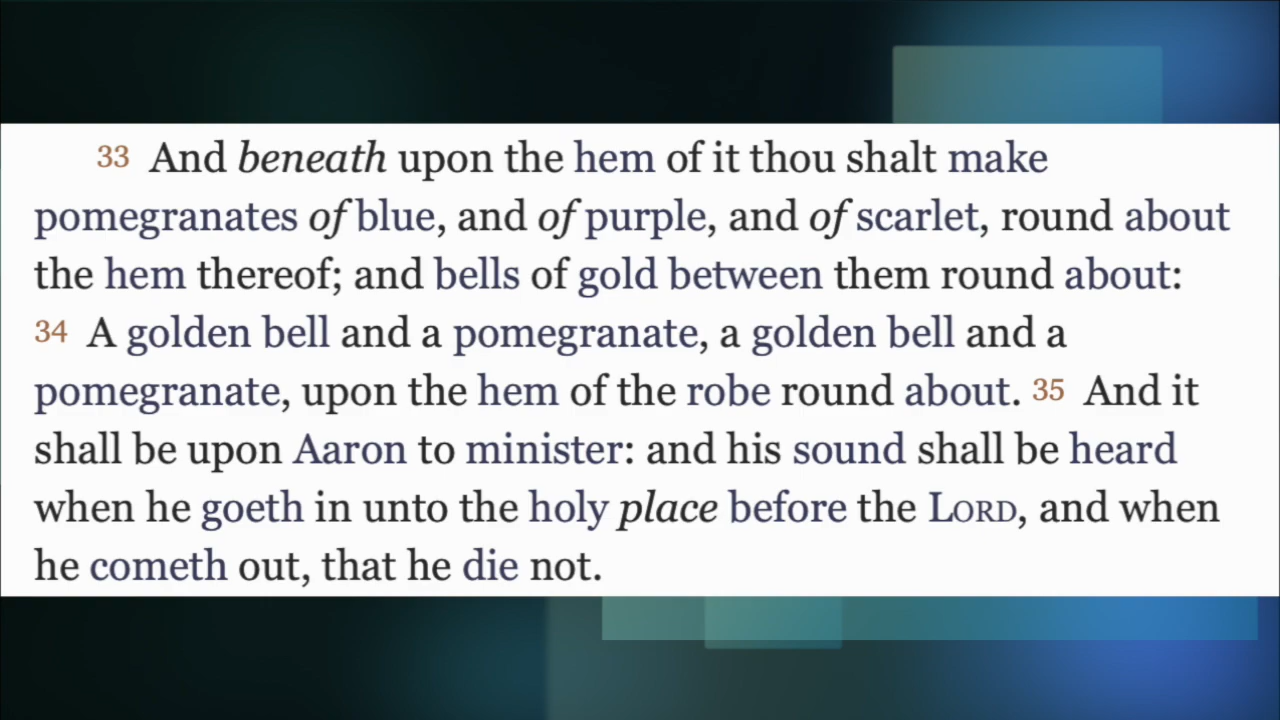 33 And beneath upon the hem of it thou shalt make
pomegranates of blue, and of purple, and of scarlet, round about
the hem thereof; and bells of gold between them round about:
34 A golden bell and a pomegranate, a golden bell and a
pomegranate, upon the hem of the robe round about. 35 And it
shall be upon Aaron to minister: and his sound shall be heard
when he goeth in unto the holy place before the LORD, and when
he cometh out, that he die not.